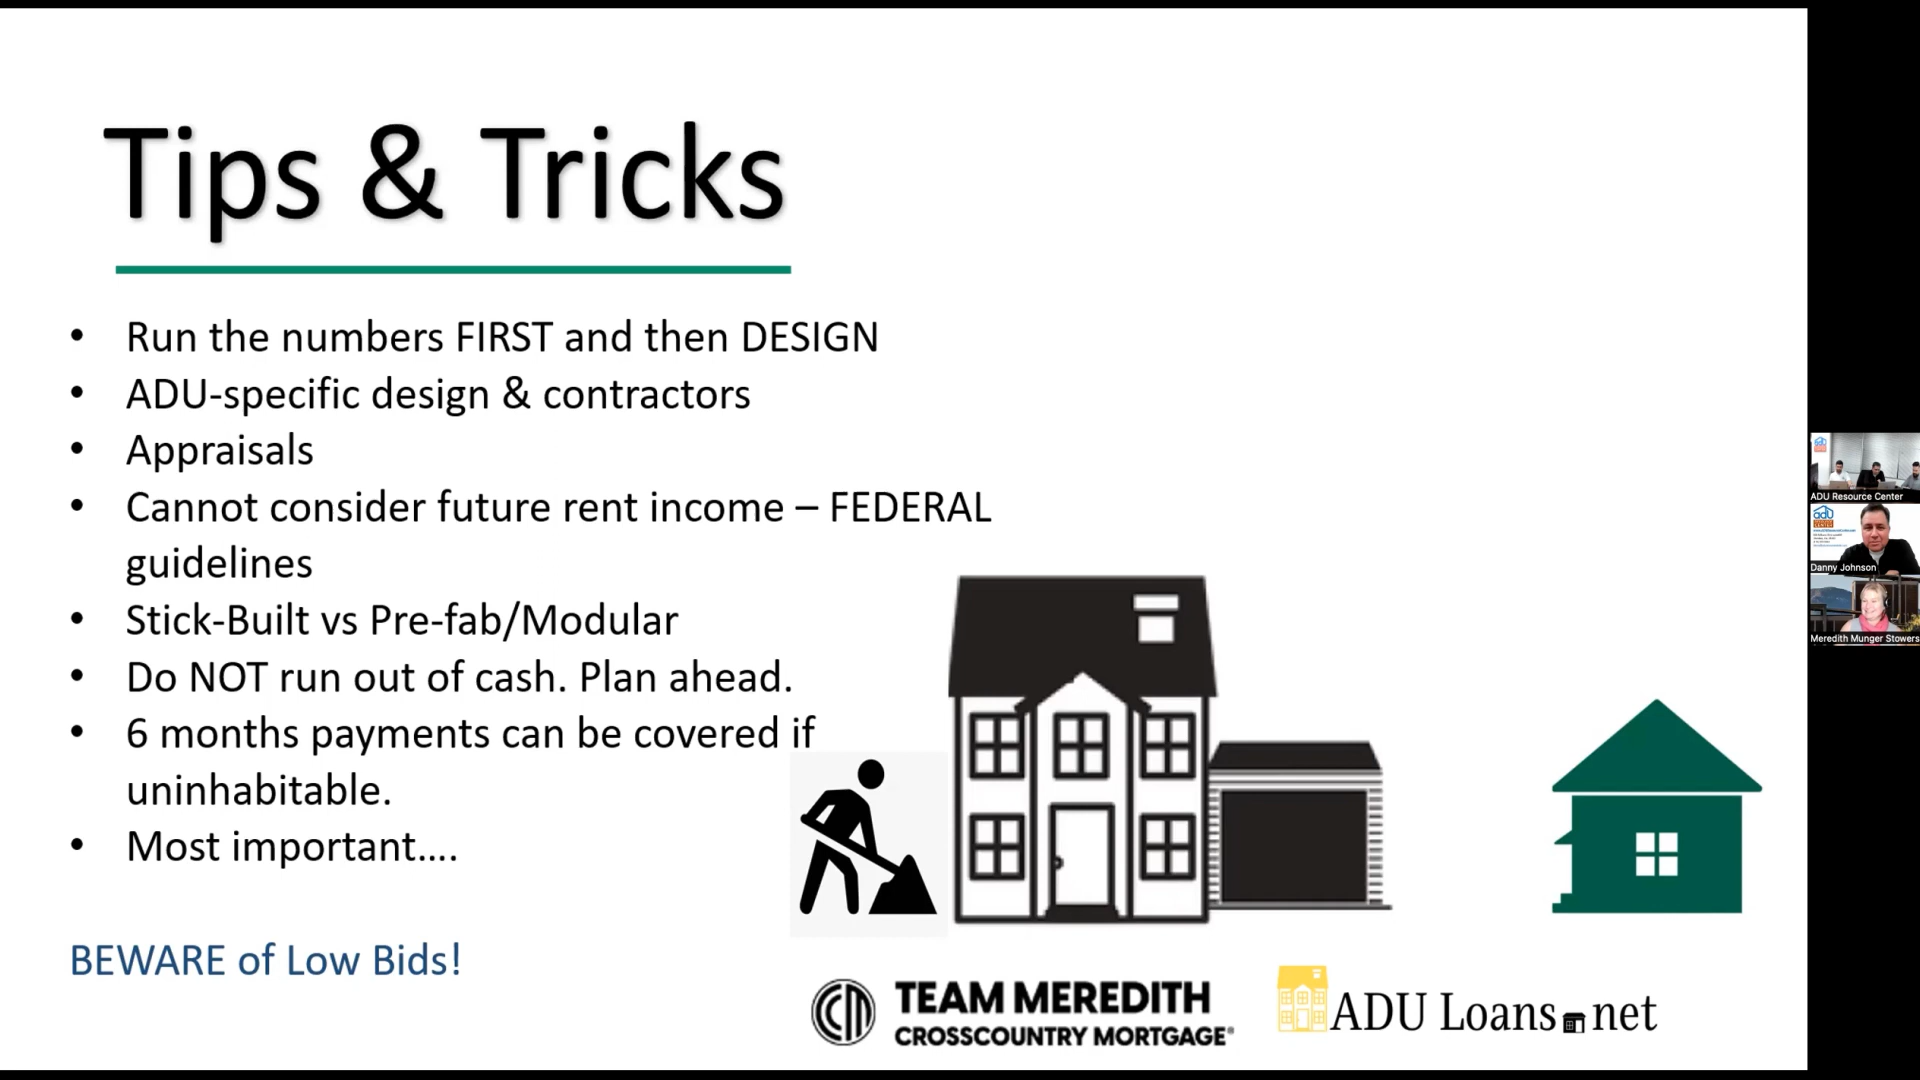 Tips & Tricks
• Run the numbers FIRST and then DESIGN
• ADU-specific design & contractors
• Appraisals
• Cannot consider future rent income – FEDERAL
guidelines
• Stick-Built vs Pre-fab/Modular
• Do NOT run out of cash. Plan ahead.
• 6 months payments can be covered if
uninhabitable.
• Most important....
BEWARE of Low Bids!
TEAM MEREDITH
CROSSCOUNTRY MORTGAGE®
ADU Loans.net
ADU Resource Center
adU
Danny Johnson
Meredith Munger Stowers